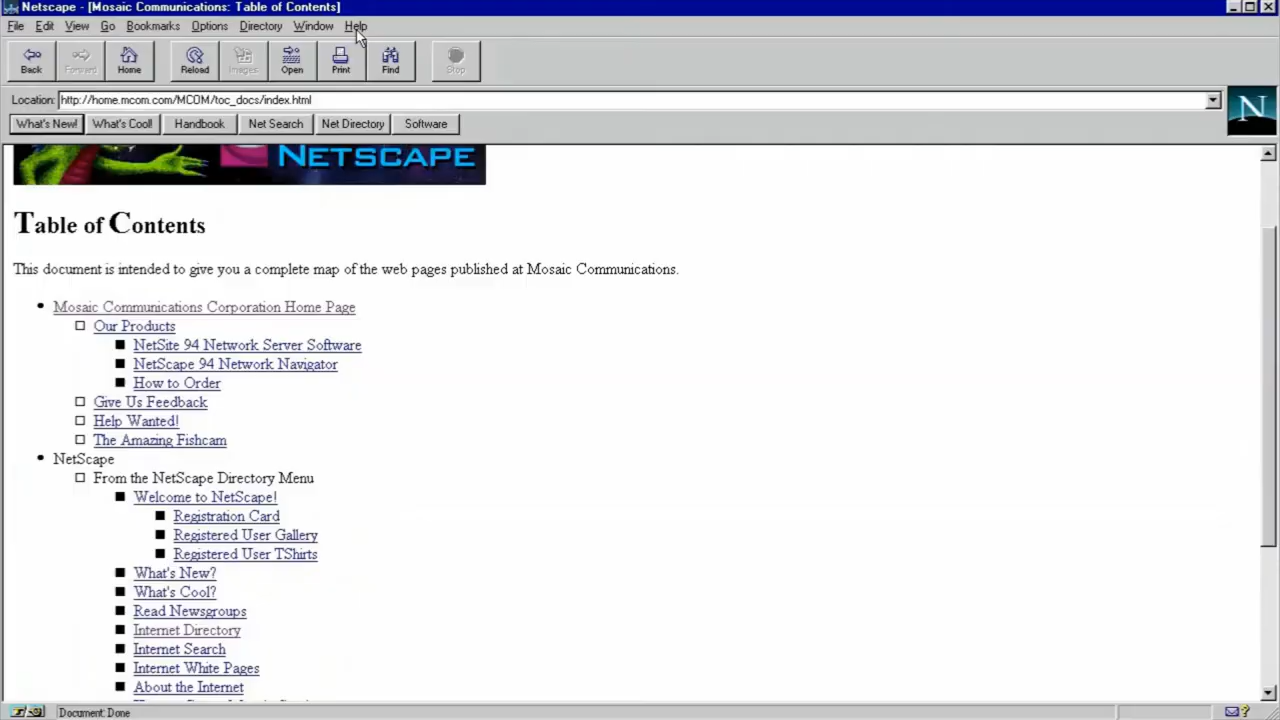 Netscape - [Mosaic Communications: Table of Contents]
File Edit View Go Bookmarks Options Directory Window Help
Back Forward Home Reload Images Open Print Find Stop
Location: http://home.mcom.com/MCOM/toc_docs/index.html
N
What's New! What's Cool! Handbook Net Search Net Directory Software
NETSCAPE
Table of Contents
This document is intended to give you a complete map of the web pages published at Mosaic Communications.
Mosaic Communications Corporation Home Page
Our Products
NetSite 94 Network Server Software
NetScape 94 Network Navigator
How to Order
Give Us Feedback
Help Wanted!
The Amazing Fishcam
NetScape
From the NetScape Directory Menu
Welcome to NetScape!
Registration Card
Registered User Gallery
Registered User TShirts
What's New?
What's Cool?
Read Newsgroups
Internet Directory
Internet Search
Internet White Pages
About the Internet
Document: Done